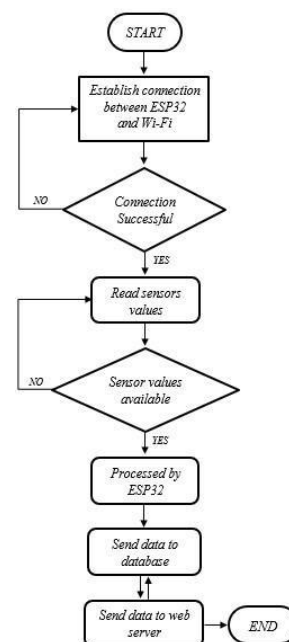 START
Establish connection
between ESP32
and Wi-Fi
NO
Connection
Successful
YES
Read sensors
values
NO
Sensor values
available
YES
Processed by
ESP32
Send data to
database
Send data to web
server
END